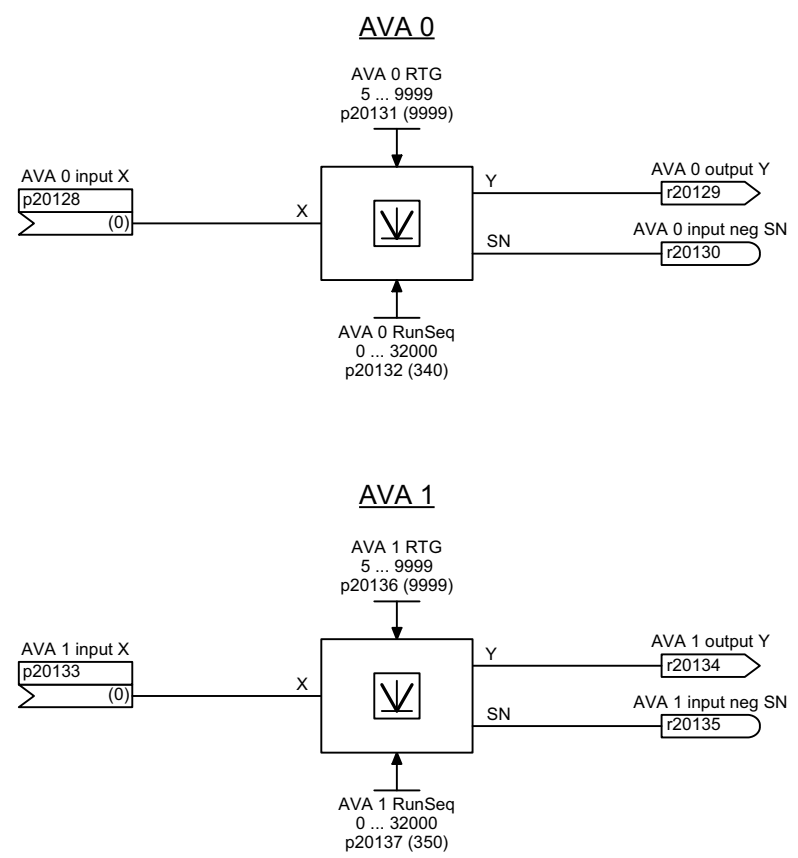 AVA 0
AVA 0 RTG
5 ... 9999
p20131 (9999)
AVA 0 input X
p20128
(0)
X
Y
SN
AVA 0 output Y
r20129
AVA 0 input neg SN
r20130
AVA 0 RunSeq
0 ... 32000
p20132 (340)
AVA 1
AVA 1 RTG
5 ... 9999
p20136 (9999)
AVA 1 input X
p20133
(0)
X
Y
SN
AVA 1 output Y
r20134
AVA 1 input neg SN
r20135
AVA 1 RunSeq
0 ... 32000
p20137 (350)